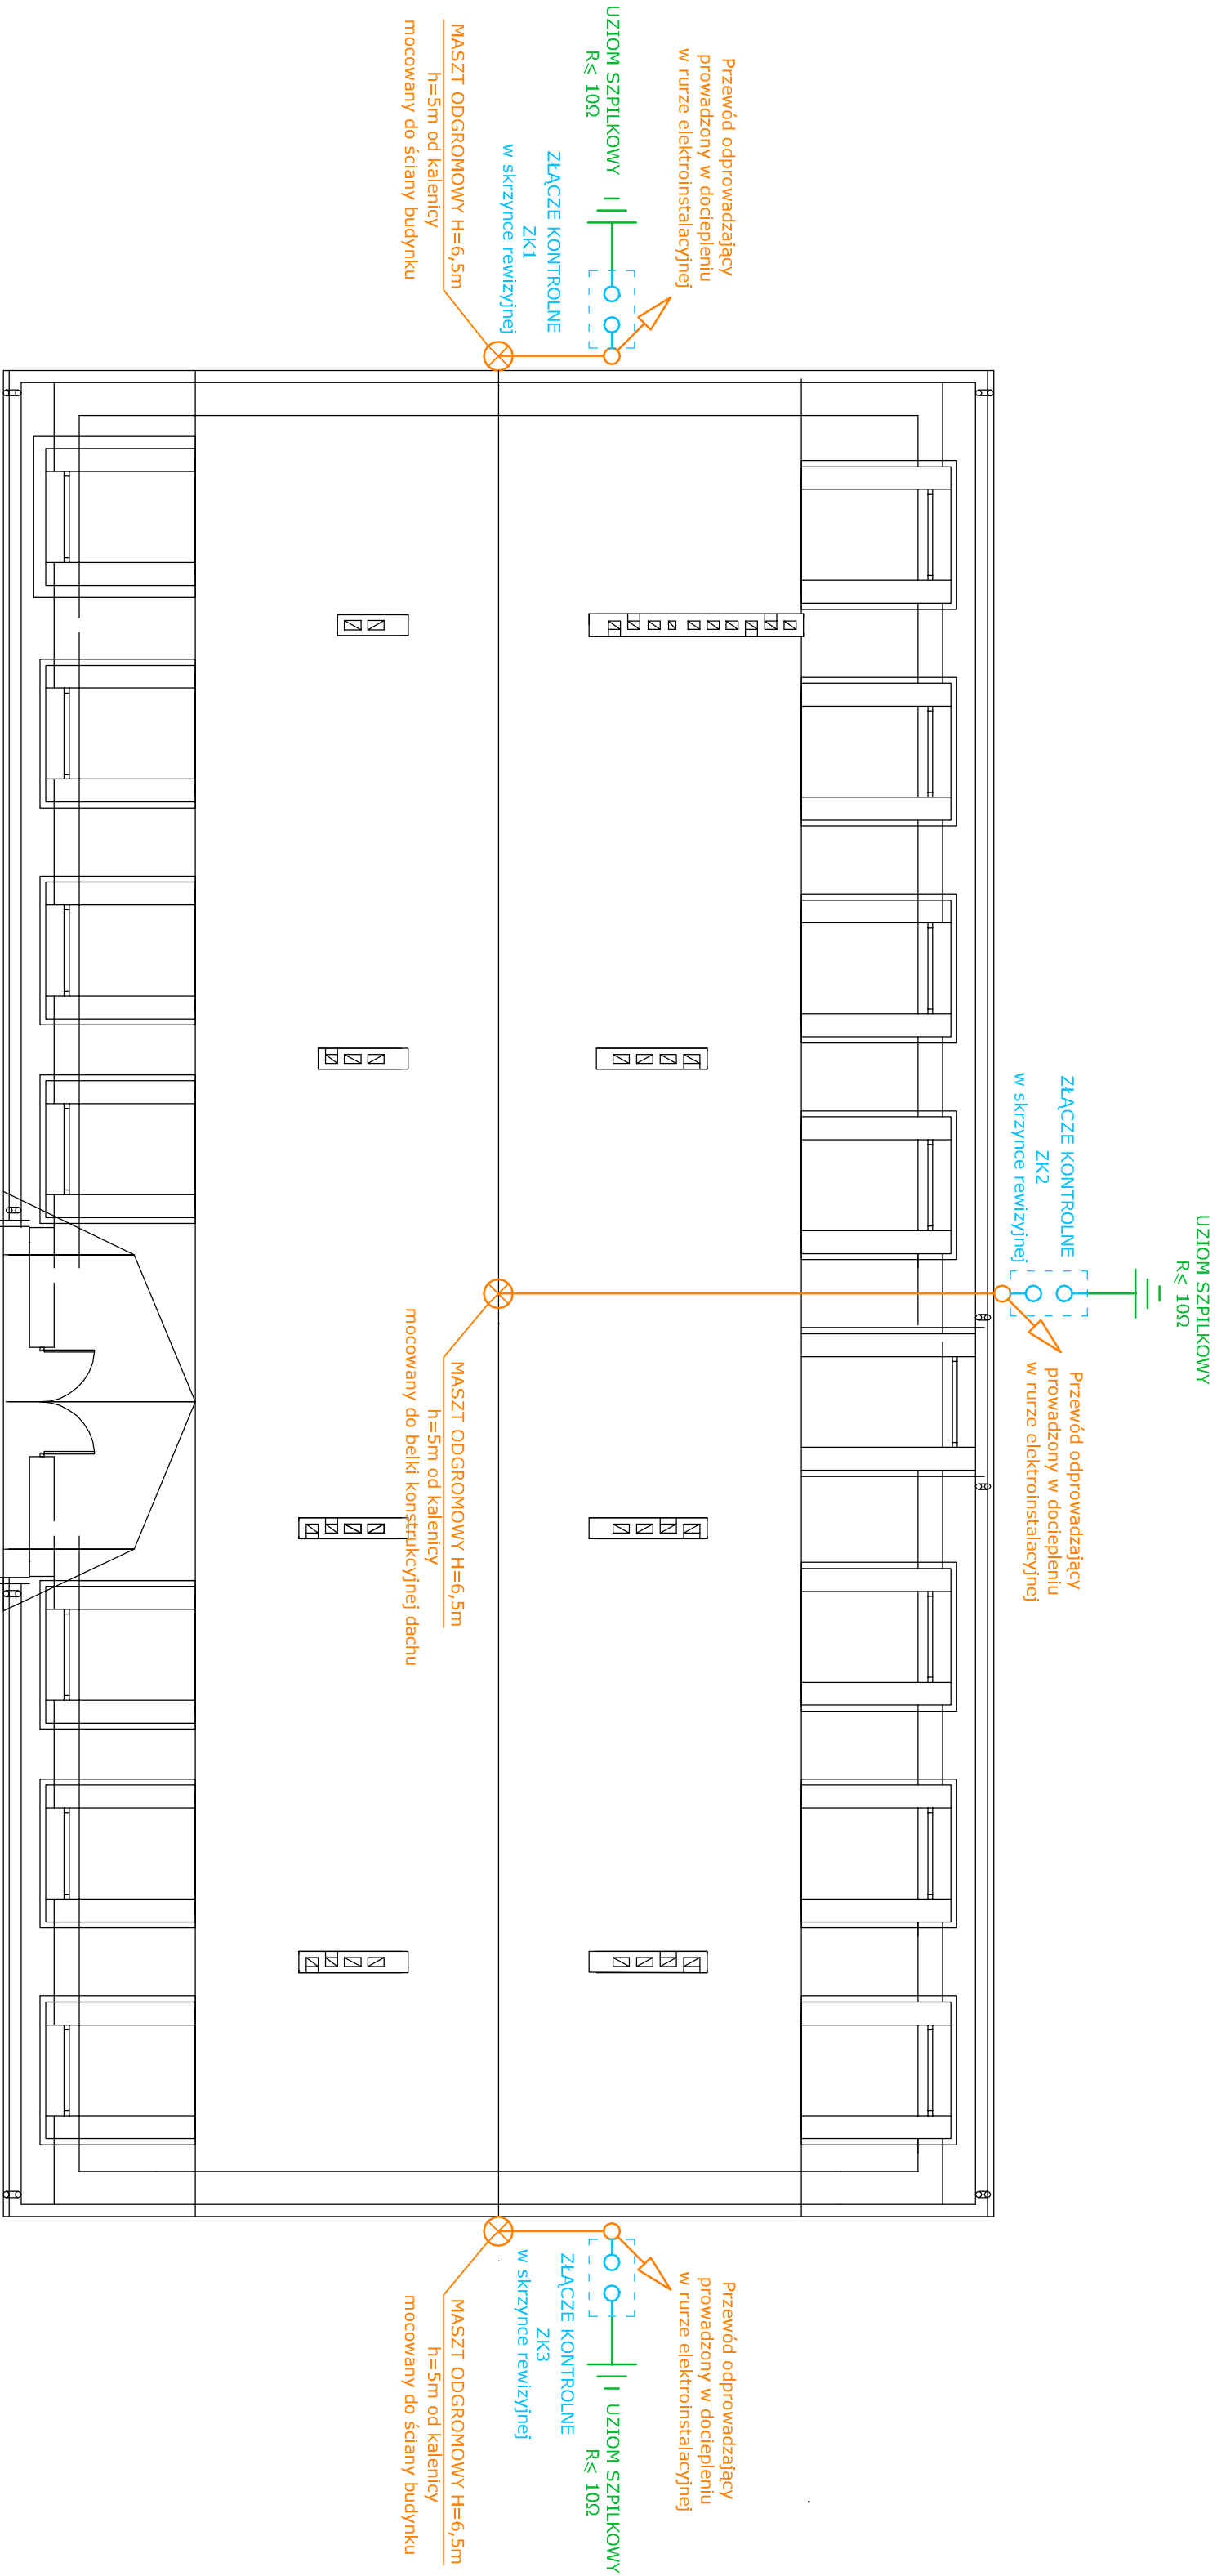 UZIOM SZPILKOWY
R⩽ 10Ω
Przewód odprowadzający
prowadzony w dociepleniu
w rurze elektroinstalacyjnej
ZŁĄCZE KONTROLNE
ZK1
w skrzynce rewizyjnej
MASZT ODGROMOWY H=6,5m
h=5m od kalenicy
mocowany do ściany budynku
UZIOM SZPILKOWY
R⩽ 10Ω
ZŁĄCZE KONTROLNE
ZK2
w skrzynce rewizyjnej
Przewód odprowadzający
prowadzony w dociepleniu
w rurze elektroinstalacyjnej
MASZT ODGROMOWY H=6,5m
h=5m od kalenicy
mocowany do belki konstrukcyjnej dachu
Przewód odprowadzający
prowadzony w dociepleniu
w rurze elektroinstalacyjnej
UZIOM SZPILKOWY
R⩽ 10Ω
ZŁĄCZE KONTROLNE
ZK3
w skrzynce rewizyjnej
MASZT ODGROMOWY H=6,5m
h=5m od kalenicy
mocowany do ściany budynku